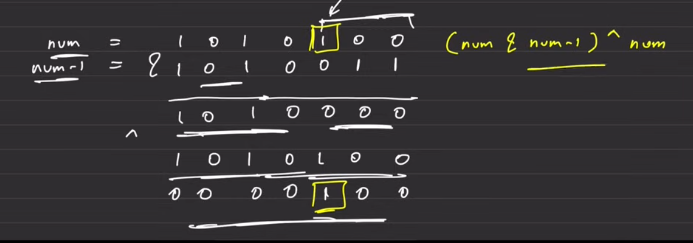 num = 1 0 1 0 1 0 0 (num & num-1) ^ num
num-1 = & 1 0 1 0 0 1 1
1 0 1 0 0 0 0
^
1 0 1 0 1 0 0
0 0 0 0 1 0 0